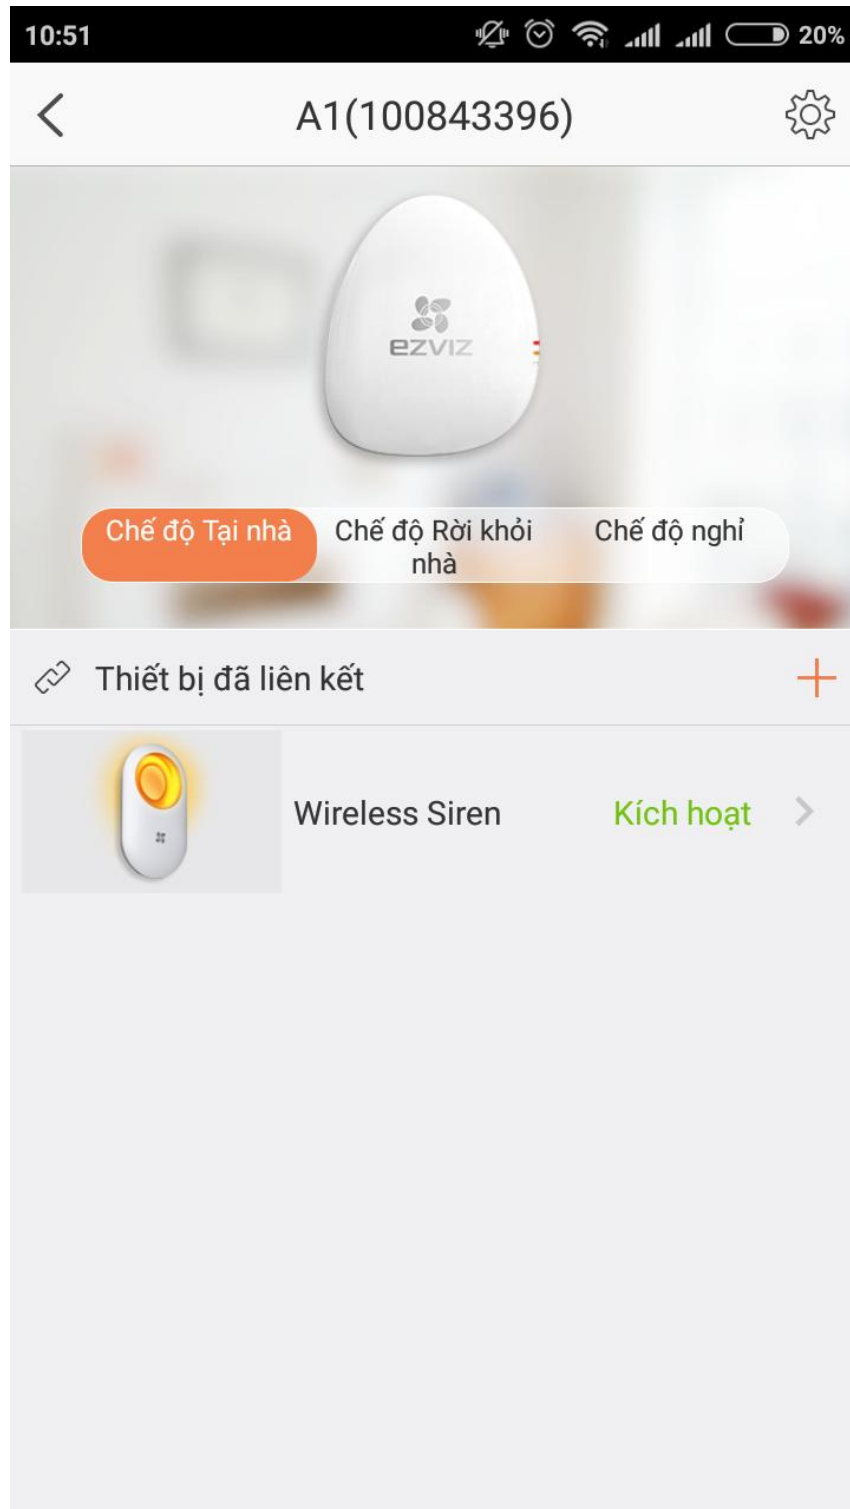 10:51 20%
A1(100843396)
ezviz
Chế độ Tại nhà
Chế độ Rời khỏi
nhà
Chế độ nghỉ
Thiết bị đã liên kết
Wireless Siren Kích hoạt